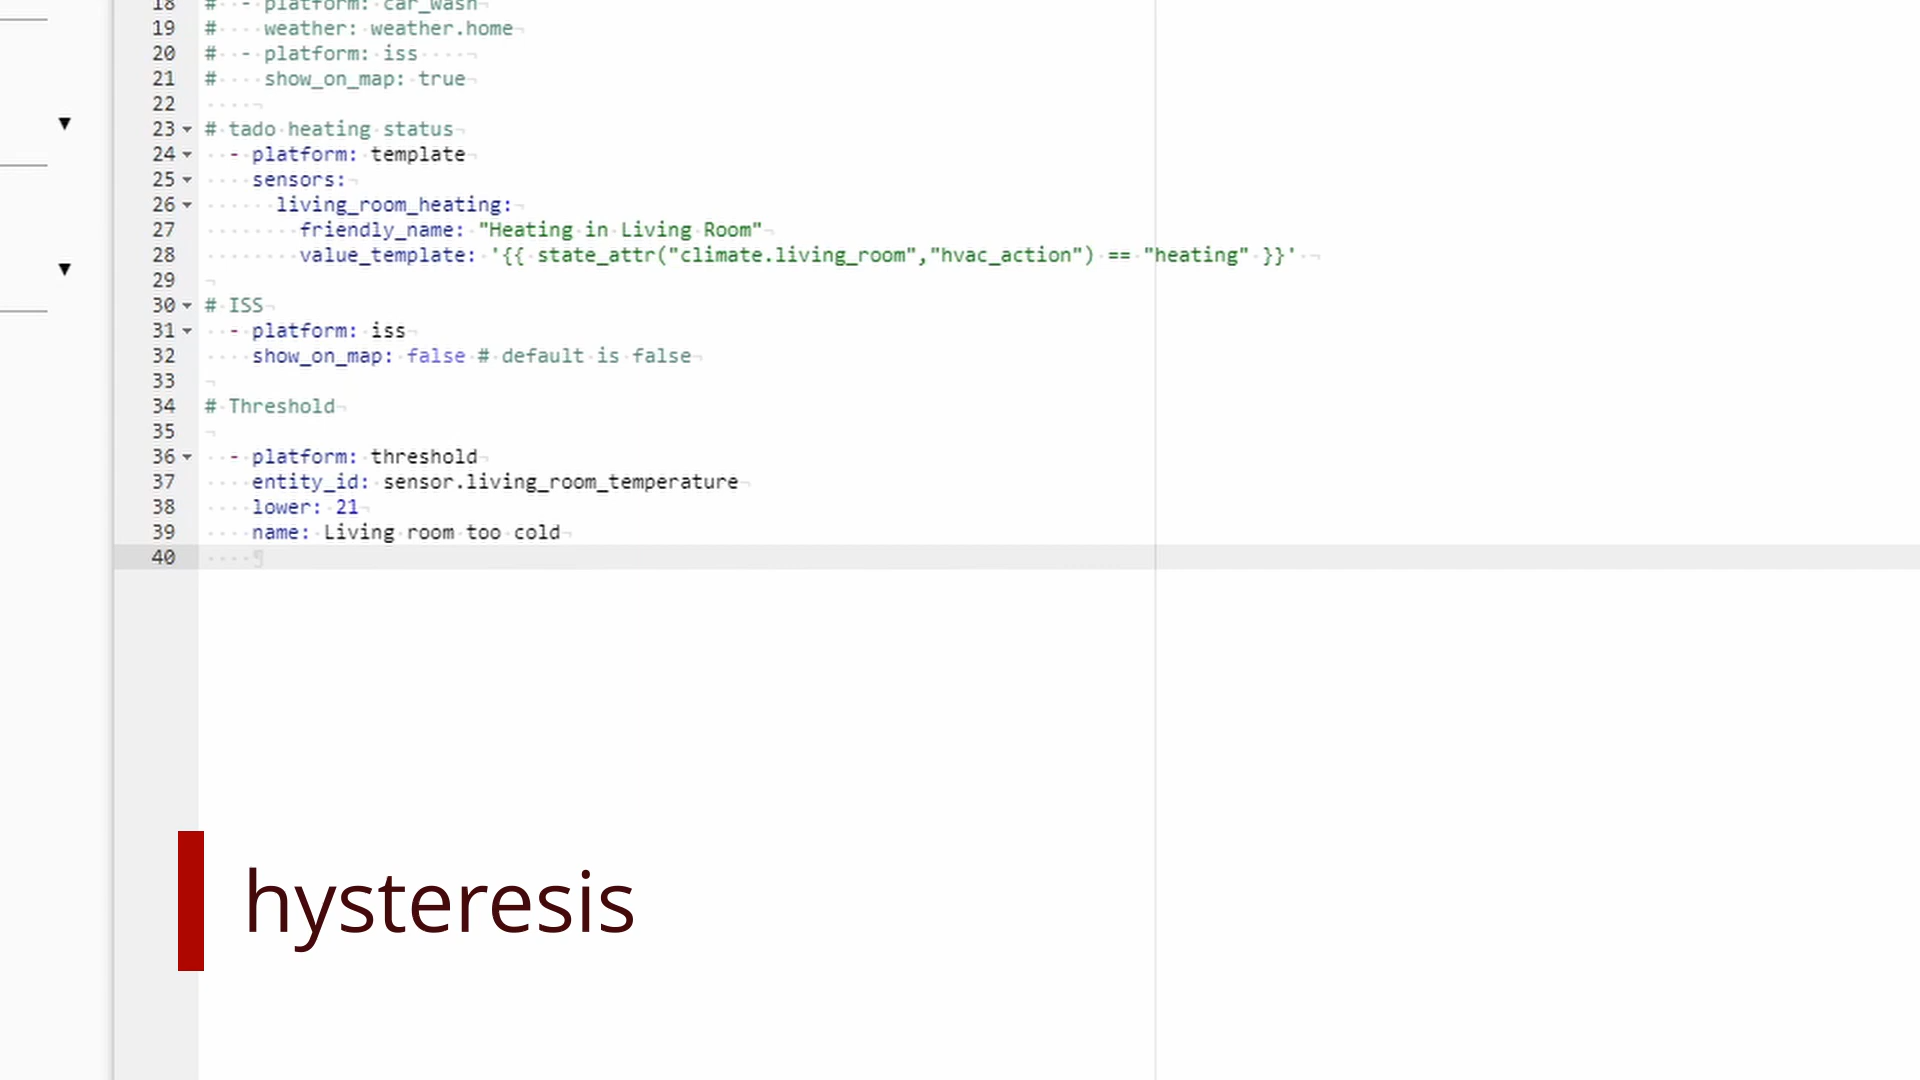 18 #  - platform: car_wash
19 #    weather: weather.home
20 #  - platform: iss
21 #    show_on_map: true
22
23 # tado heating status
24   - platform: template
25     sensors:
26       living_room_heating:
27         friendly_name: "Heating in Living Room"
28         value_template: '{{ state_attr("climate.living_room","hvac_action") == "heating" }}'
29
30 # ISS
31   - platform: iss
32     show_on_map: false # default is false
33
34 # Threshold
35
36   - platform: threshold
37     entity_id: sensor.living_room_temperature
38     lower: 21
39     name: Living room too cold
40
hysteresis